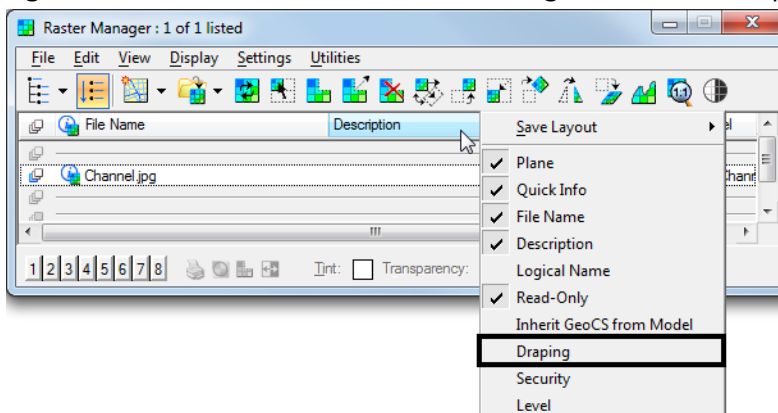 Raster Manager : 1 of 1 listed
File Edit View Display Settings Utilities
File Name Description
Channel.jpg
1 2 3 4 5 6 7 8 Tint: Transparency:
Save Layout
Plane
Quick Info
File Name
Description
Logical Name
Read-Only
Inherit GeoCS from Model
Draping
Security
Level